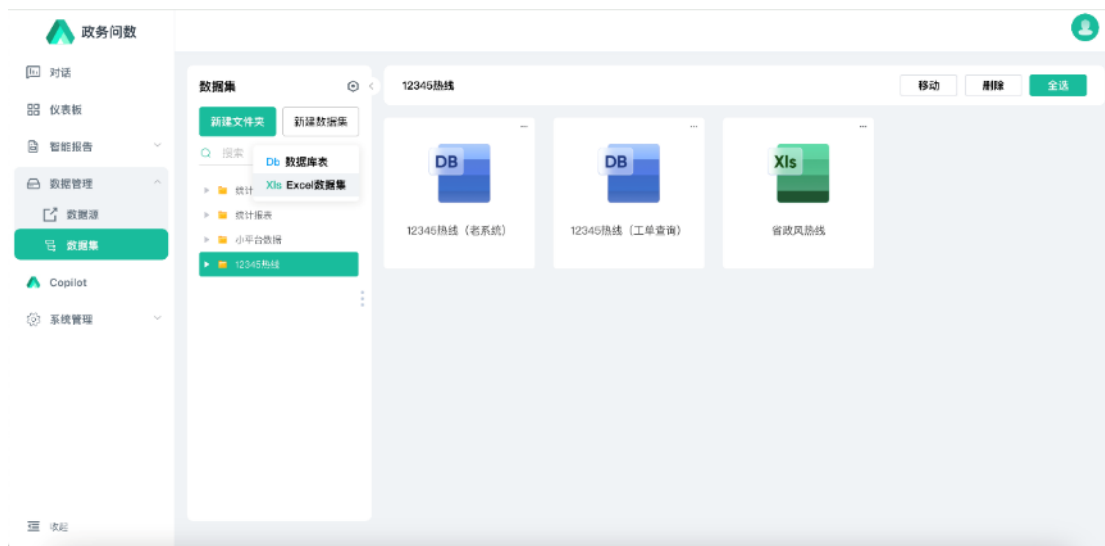 政务问数
对话
仪表板
智能报告
数据管理
数据源
数据集
Copilot
系统管理
收起
数据集
新建文件夹
新建数据集
搜索
Db 数据库表
Xls Excel数据集
统计
统计报表
小平台数据
12345热线
12345热线
移动
删除
全选
DB
12345热线（老系统）
DB
12345热线（工单查询）
Xls
省政风热线